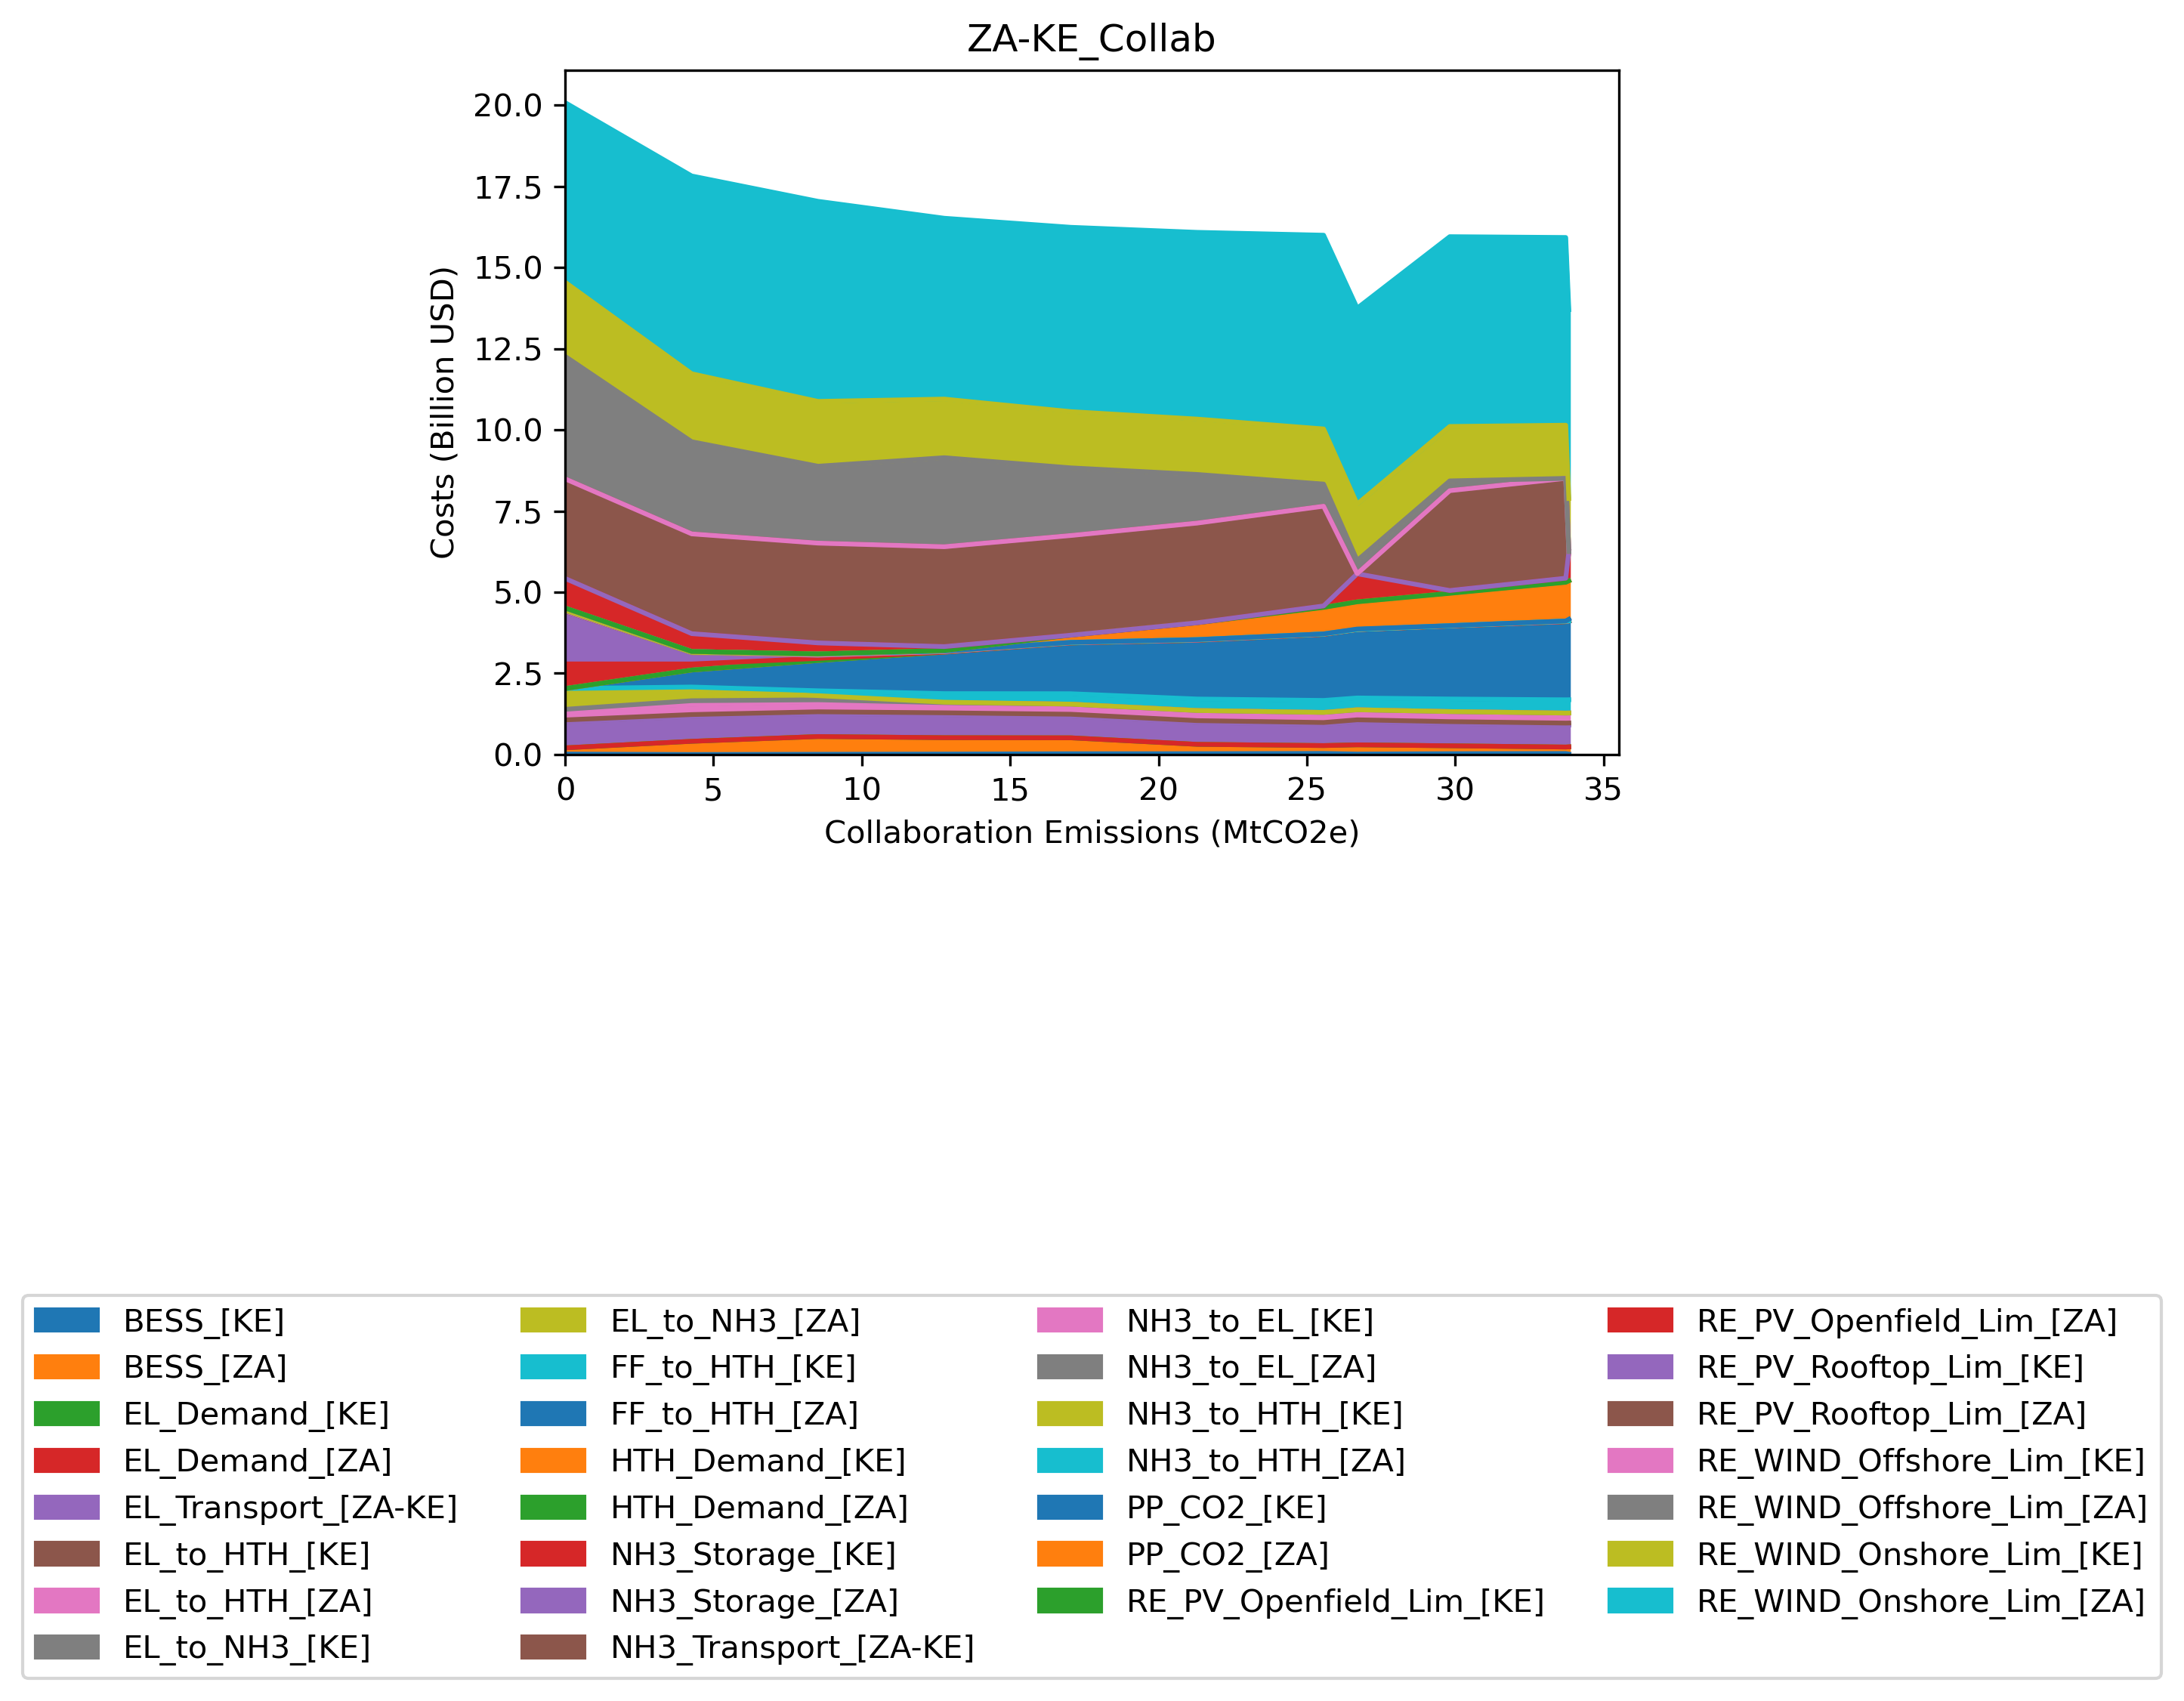 ZA-KE_Collab
20.0
17.5
15.0
12.5
10.0
7.5
5.0
2.5
0.0
Costs (Billion USD)
0 5 10 15 20 25 30 35
Collaboration Emissions (MtCO2e)
BESS_[KE]
BESS_[ZA]
EL_Demand_[KE]
EL_Demand_[ZA]
EL_Transport_[ZA-KE]
EL_to_HTH_[KE]
EL_to_HTH_[ZA]
EL_to_NH3_[KE]
EL_to_NH3_[ZA]
FF_to_HTH_[KE]
FF_to_HTH_[ZA]
HTH_Demand_[KE]
HTH_Demand_[ZA]
NH3_Storage_[KE]
NH3_Storage_[ZA]
NH3_Transport_[ZA-KE]
NH3_to_EL_[KE]
NH3_to_EL_[ZA]
NH3_to_HTH_[KE]
NH3_to_HTH_[ZA]
PP_CO2_[KE]
PP_CO2_[ZA]
RE_PV_Openfield_Lim_[KE]
RE_PV_Openfield_Lim_[ZA]
RE_PV_Rooftop_Lim_[KE]
RE_PV_Rooftop_Lim_[ZA]
RE_WIND_Offshore_Lim_[KE]
RE_WIND_Offshore_Lim_[ZA]
RE_WIND_Onshore_Lim_[KE]
RE_WIND_Onshore_Lim_[ZA]